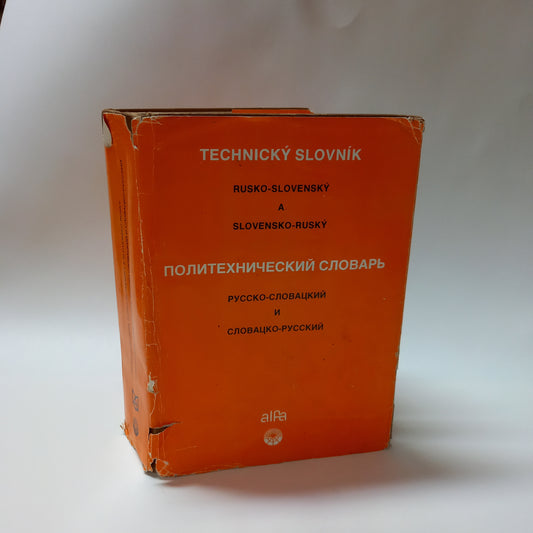 TECHNICKÝ SLOVNÍK
RUSKO-SLOVENSKÝ
A
SLOVENSKO-RUSKÝ
ПОЛИТЕХНИЧЕСКИЙ СЛОВАРЬ
РУССКО-СЛОВАЦКИЙ
И
СЛОВАЦКО-РУССКИЙ
alfa